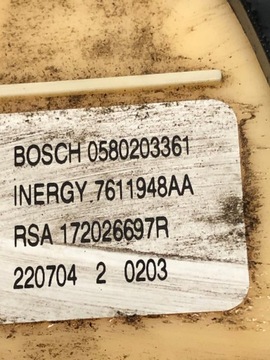 BOSCH 0580203361
INERGY 7611948AA
RSA 172026697R
220704 2 0203